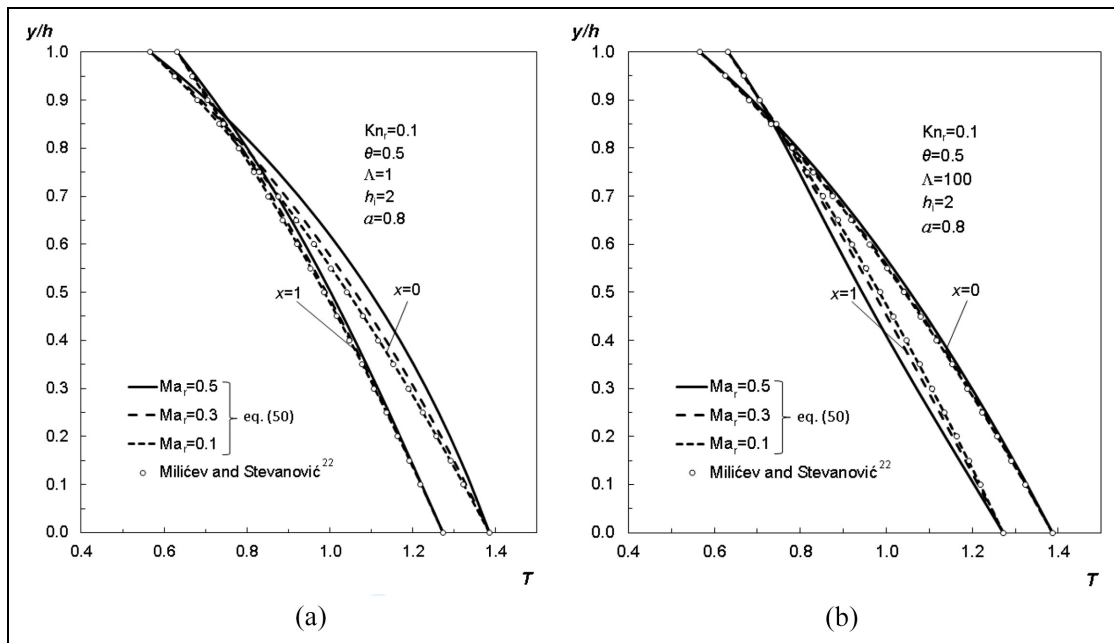 y/h
1.0
0.9
0.8
0.7
0.6
0.5
0.4
0.3
0.2
0.1
0.0
0.4 0.6 0.8 1.0 1.2 1.4
T
Knr=0.1
θ=0.5
Λ=1
hi=2
a=0.8
x=1
x=0
Mar=0.5
Mar=0.3 eq. (50)
Mar=0.1
Milićev and Stevanović22
(a)
y/h
1.0
0.9
0.8
0.7
0.6
0.5
0.4
0.3
0.2
0.1
0.0
0.4 0.6 0.8 1.0 1.2 1.4
T
Knr=0.1
θ=0.5
Λ=100
hi=2
a=0.8
x=1
x=0
Mar=0.5
Mar=0.3 eq. (50)
Mar=0.1
Milićev and Stevanović22
(b)